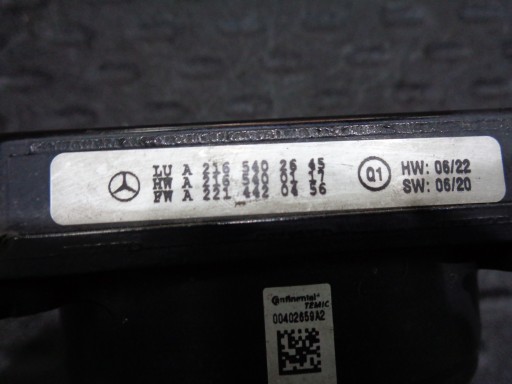 LU A 216 540 26 45
HW A 221 540 01 17
FW A 221 442 04 56
Q1
HW: 06/22
SW: 06/20
Continental
TEMIC
00402659A2